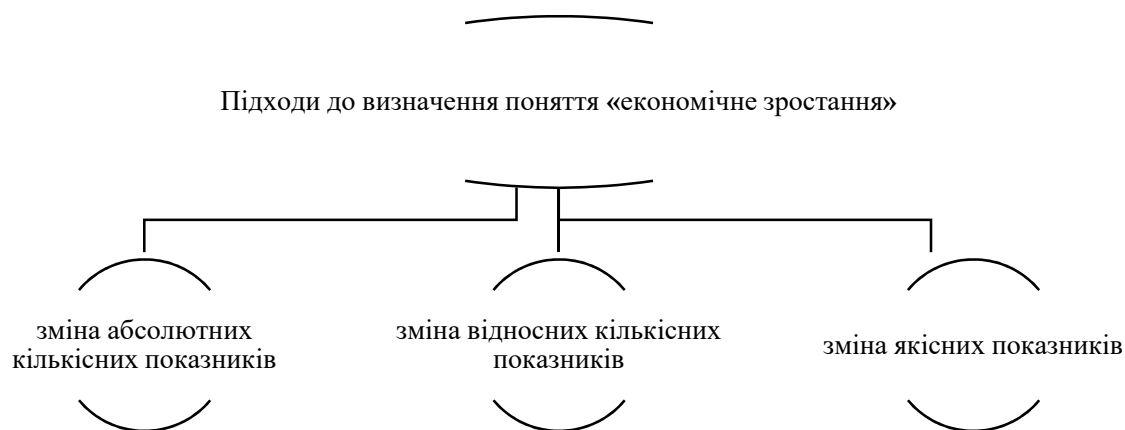 Підходи до визначення поняття «економічне зростання»
зміна абсолютних
кількісних показників
зміна відносних кількісних
показників
зміна якісних показників